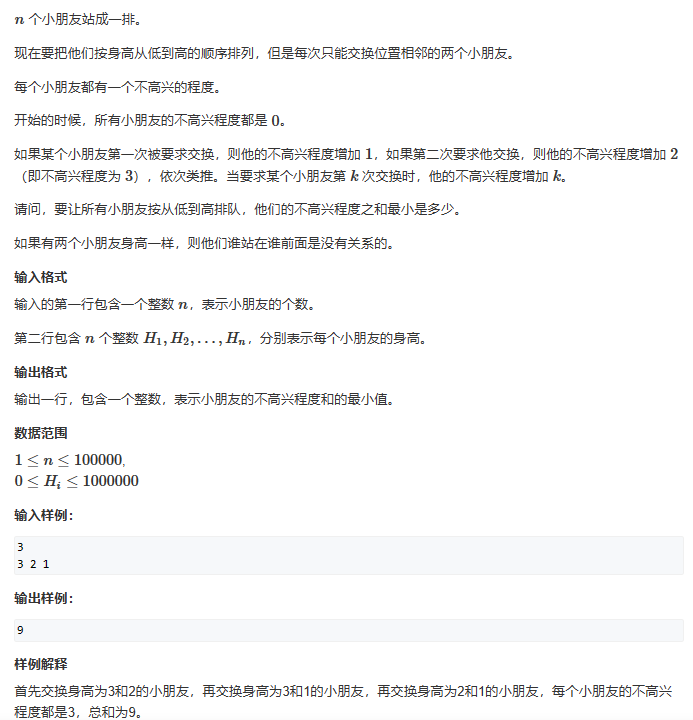 n 个小朋友站成一排。
现在要把他们按身高从低到高的顺序排列，但是每次只能交换位置相邻的两个小朋友。
每个小朋友都有一个不高兴的程度。
开始的时候，所有小朋友的不高兴程度都是 0。
如果某个小朋友第一次被要求交换，则他的不高兴程度增加 1，如果第二次要求他交换，则他的不高兴程度增加 2
（即不高兴程度为 3），依次类推。当要求某个小朋友第 k 次交换时，他的不高兴程度增加 k。
请问，要让所有小朋友按从低到高排队，他们的不高兴程度之和最小是多少。
如果有两个小朋友身高一样，则他们谁站在谁前面是没有关系的。
输入格式
输入的第一行包含一个整数 n，表示小朋友的个数。
第二行包含 n 个整数 H₁, H₂, …, Hₙ，分别表示每个小朋友的身高。
输出格式
输出一行，包含一个整数，表示小朋友的不高兴程度和的最小值。
数据范围
1 ≤ n ≤ 100000,
0 ≤ Hᵢ ≤ 1000000
输入样例：
3
3 2 1
输出样例：
9
样例解释
首先交换身高为3和2的小朋友，再交换身高为3和1的小朋友，再交换身高为2和1的小朋友，每个小朋友的不高兴
程度都是3，总和为9。